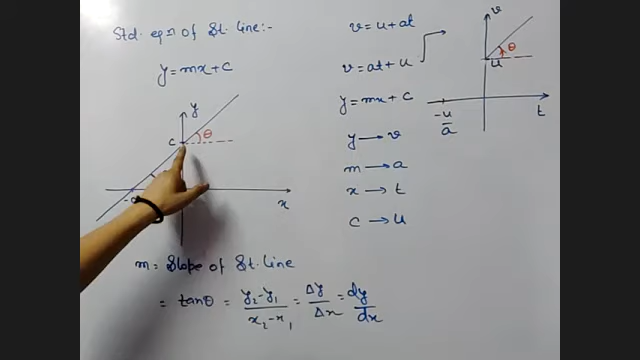 Std. eqⁿ of St. line:-
y = mx + c
y
c
θ
x
m = Slope of St. line
= tanθ = y₂-y₁/x₂-x₁ = Δy/Δx = dy/dx
v = u + at
v = at + u
y = mx + c
y → v
m → a
x → t
c → u
v
θ
u
-u/a
t